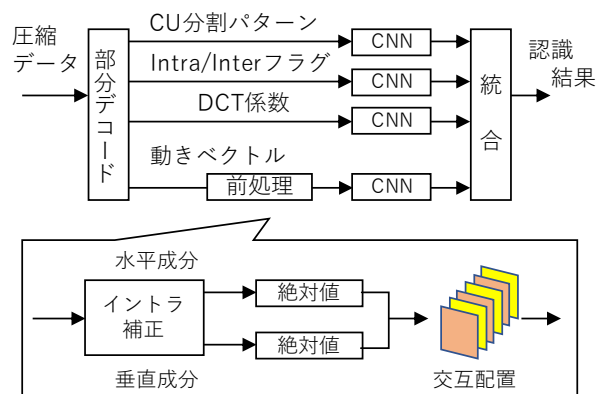 圧縮
データ
部分デコード
CU分割パターン
CNN
Intra/Interフラグ
CNN
DCT係数
CNN
動きベクトル
前処理
CNN
統合
認識
結果
水平成分
イントラ
補正
絶対値
絶対値
垂直成分
交互配置